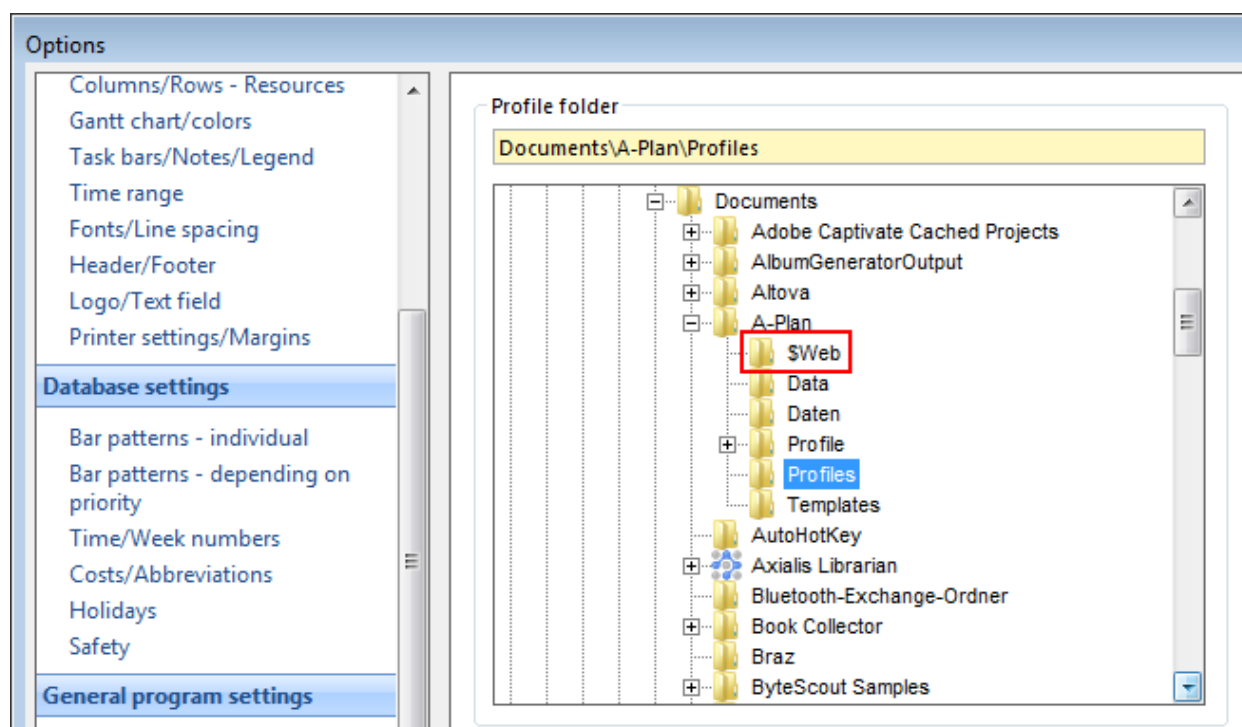 Options
Columns/Rows - Resources
Gantt chart/colors
Task bars/Notes/Legend
Time range
Fonts/Line spacing
Header/Footer
Logo/Text field
Printer settings/Margins
Database settings
Bar patterns - individual
Bar patterns - depending on
priority
Time/Week numbers
Costs/Abbreviations
Holidays
Safety
General program settings
Profile folder
Documents\A-Plan\Profiles
Documents
Adobe Captivate Cached Projects
AlbumGeneratorOutput
Altova
A-Plan
$Web
Data
Daten
Profile
Profiles
Templates
AutoHotKey
Axialis Librarian
Bluetooth-Exchange-Ordner
Book Collector
Braz
ByteScout Samples